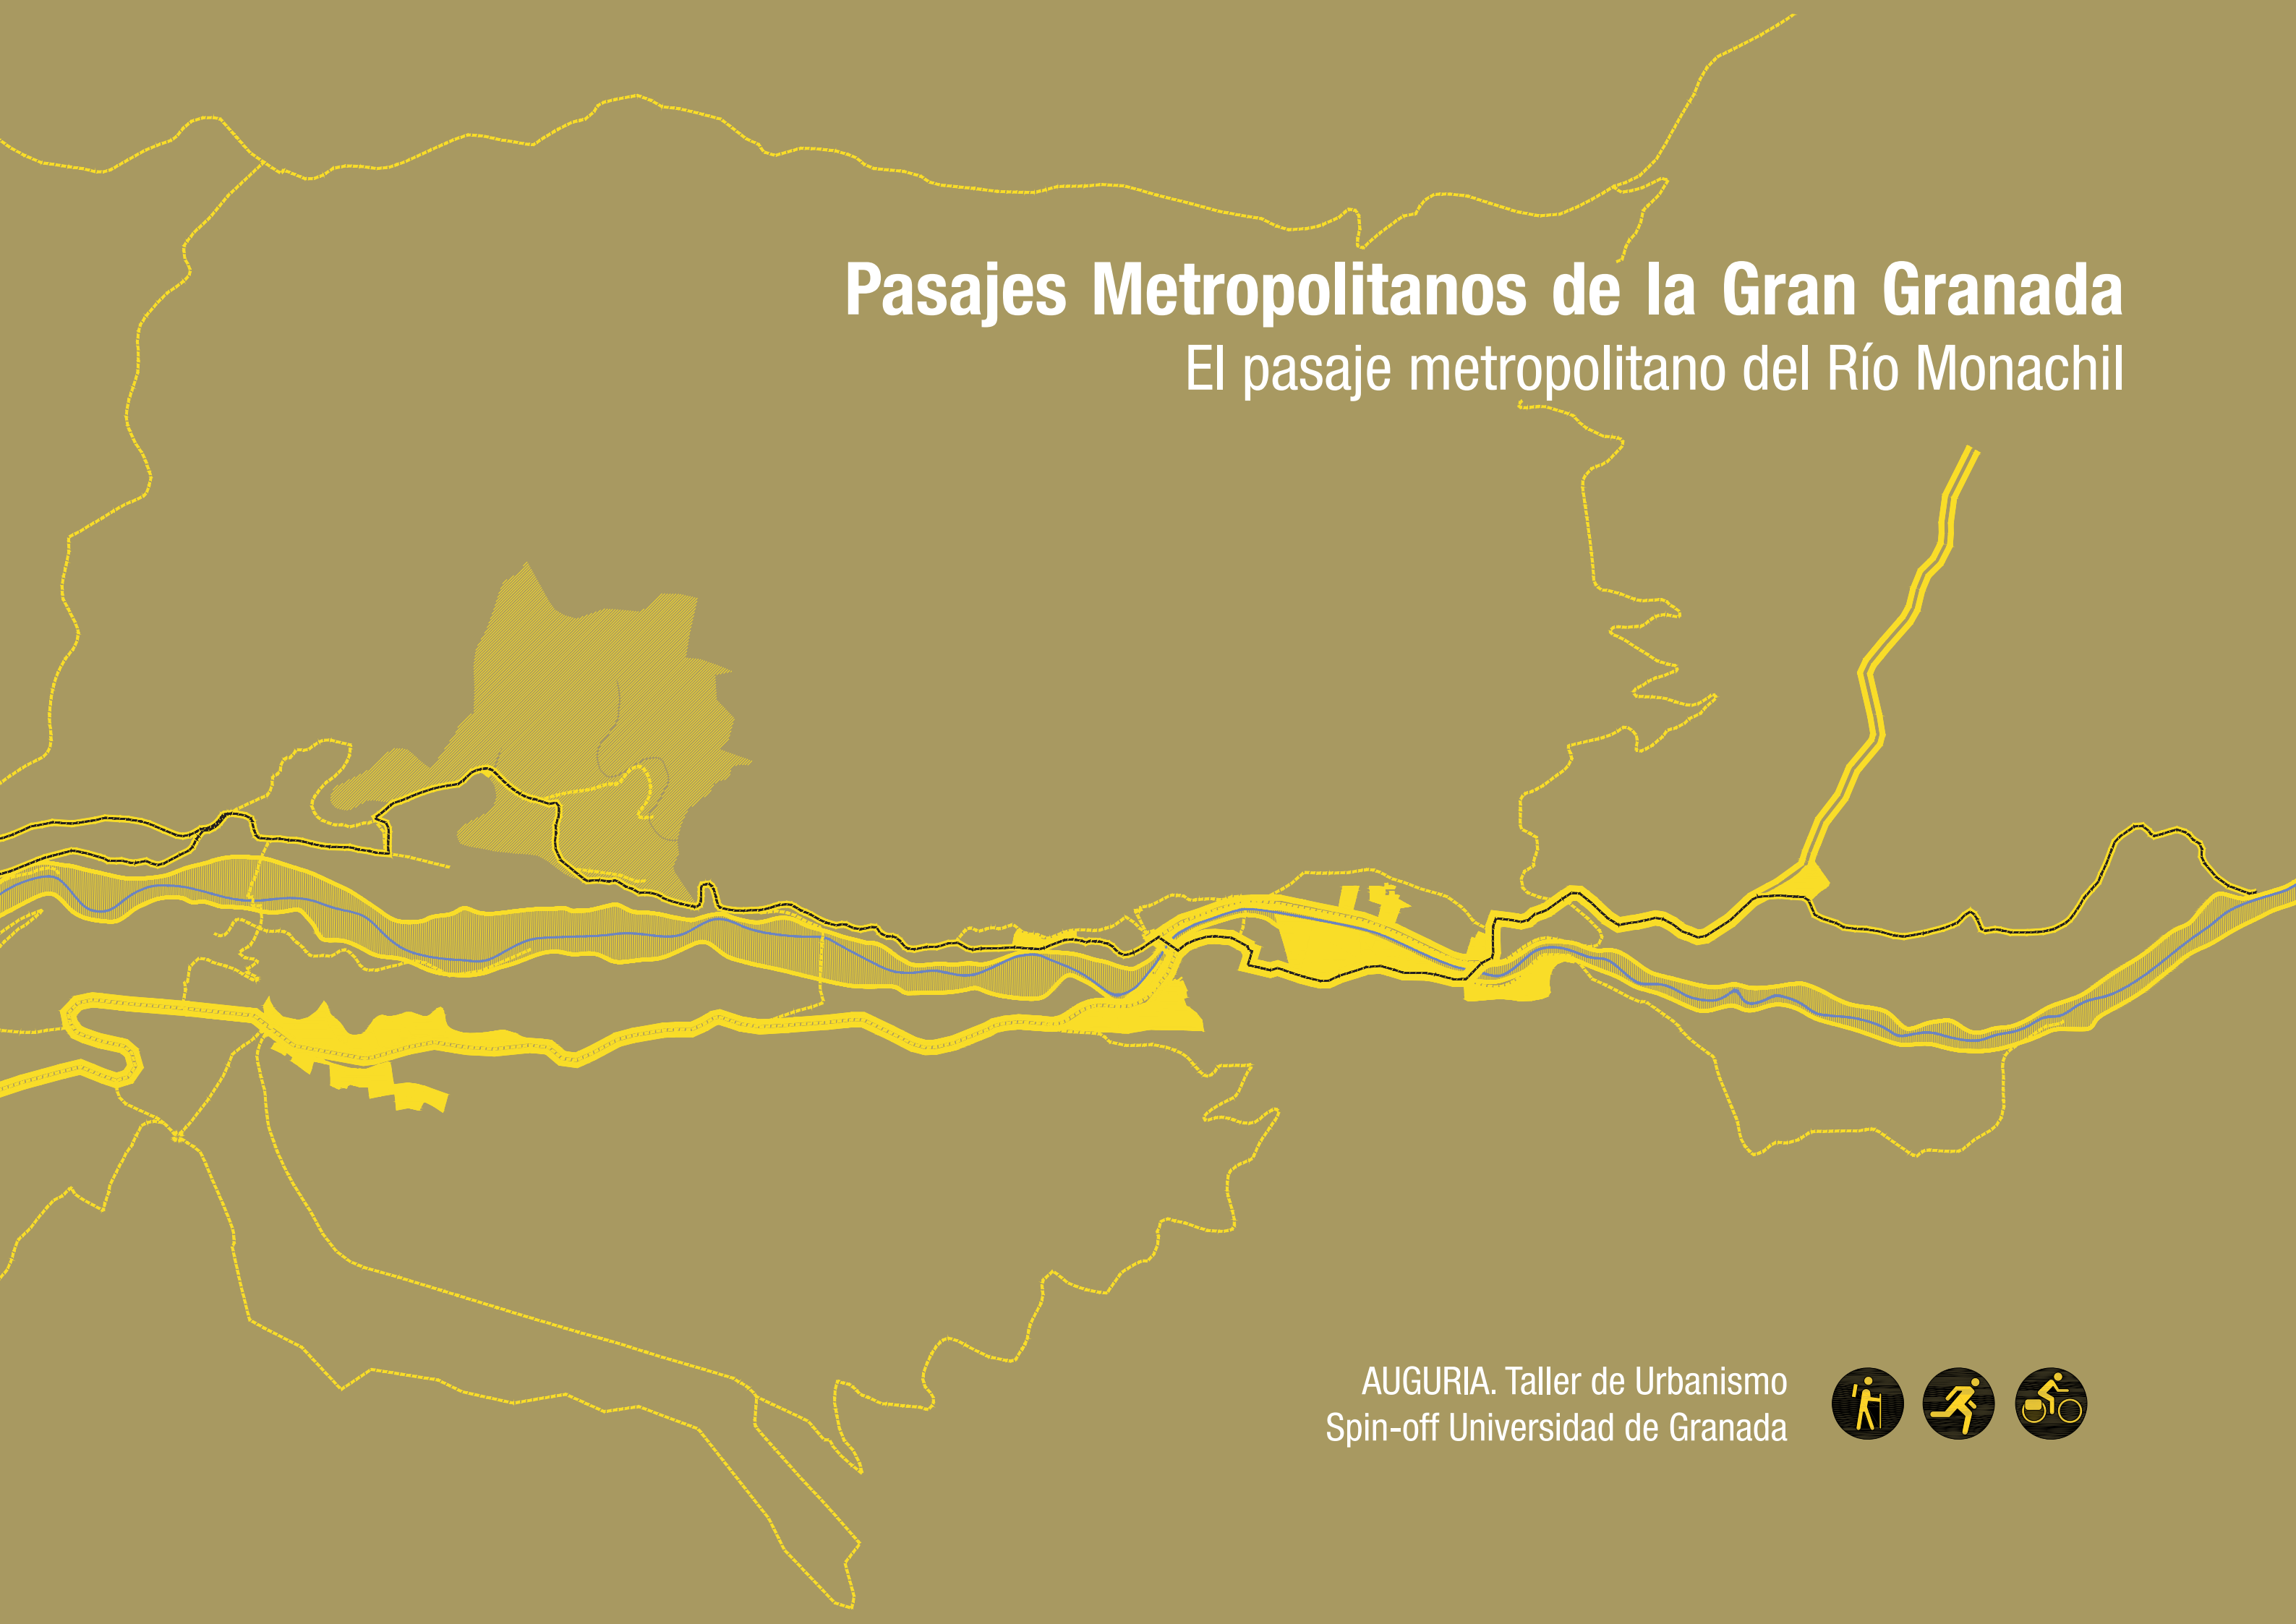 Pasajes Metropolitanos de la Gran Granada
El pasaje metropolitano del Río Monachil
AUGURIA. Taller de Urbanismo
Spin-off Universidad de Granada